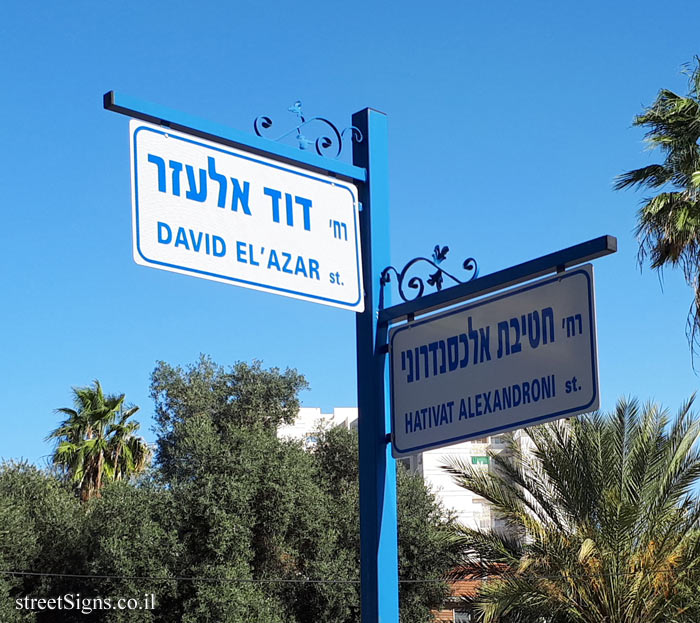 רח' דוד אלעזר
DAVID EL'AZAR st.
רח' חטיבת אלכסנדרוני
HATIVAT ALEXANDRONI st.
streetSigns.co.il